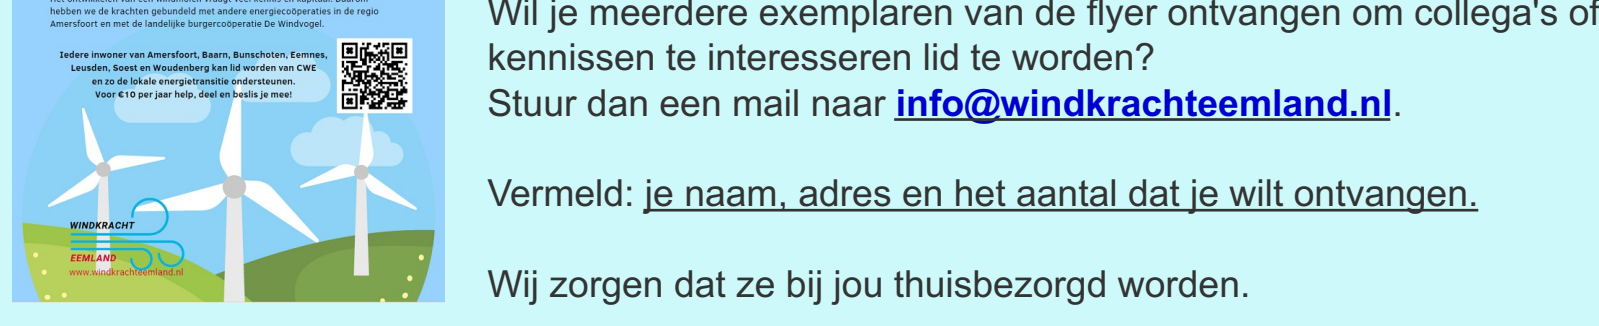 hebben we de krachten gebundeld met andere energiecoöperaties in de regio
Amersfoort en met de landelijke burgercoöperatie De Windvogel.
Iedere inwoner van Amersfoort, Baarn, Bunschoten, Eemnes,
Leusden, Soest en Woudenberg kan lid worden van CWE
en zo de lokale energietransitie ondersteunen.
Voor €10 per jaar help, deel en beslis je mee!
WINDKRACHT
EEMLAND
www.windkrachteemland.nl
Wil je meerdere exemplaren van de flyer ontvangen om collega's of
kennissen te interesseren lid te worden?
Stuur dan een mail naar info@windkrachteemland.nl.
Vermeld: je naam, adres en het aantal dat je wilt ontvangen.
Wij zorgen dat ze bij jou thuisbezorgd worden.